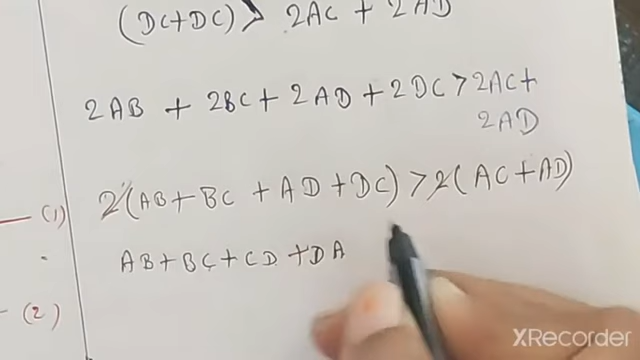 (DC+DC) > 2AC + 2AD
2AB + 2BC + 2AD + 2DC > 2AC +
2AD
2(AB+BC + AD + DC) > 2(AC+AD)
(1)
AB+BC+CD +DA
(2)
XRecorder